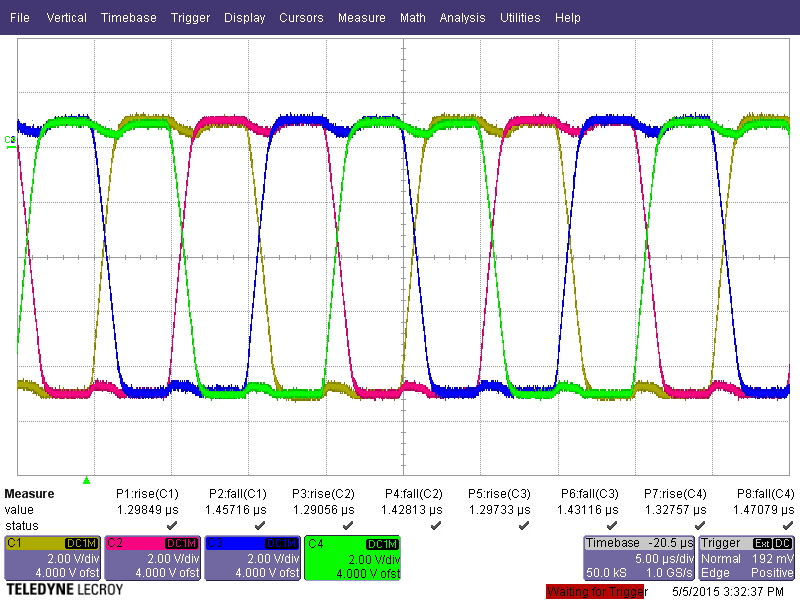 File Vertical Timebase Trigger Display Cursors Measure Math Analysis Utilities Help
C3
Measure P1:rise(C1) P2:fall(C1) P3:rise(C2) P4:fall(C2) P5:rise(C3) P6:fall(C3) P7:rise(C4) P8:fall(C4)
value 1.29849 µs 1.45716 µs 1.29056 µs 1.42813 µs 1.29733 µs 1.43116 µs 1.32757 µs 1.47079 µs
status
C1 DC1M C2 DC1M C3 DC1M C4 DC1M Timebase -20.5 µs Trigger Ext DC
2.00 V/div 2.00 V/div 2.00 V/div 2.00 V/div 5.00 µs/div Normal 192 mV
4.000 V ofst 4.000 V ofst 4.000 V ofst 4.000 V ofst 50.0 kS 1.0 GS/s Edge Positive
TELEDYNE LECROY Waiting for Trigger 5/5/2015 3:32:37 PM